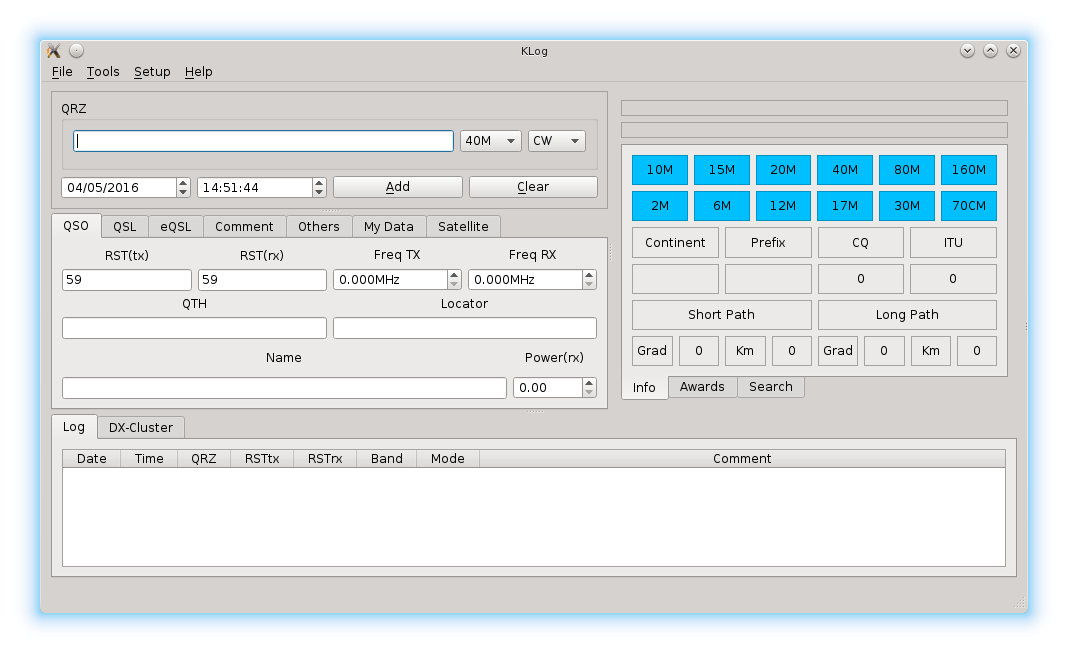 KLog
File Tools Setup Help
QRZ
40M CW
04/05/2016 14:51:44 Add Clear
QSO QSL eQSL Comment Others My Data Satellite
RST(tx) RST(rx) Freq TX Freq RX
59 59 0.000MHz 0.000MHz
QTH Locator
Name Power(rx)
0.00
10M 15M 20M 40M 80M 160M
2M 6M 12M 17M 30M 70CM
Continent Prefix CQ ITU
0 0
Short Path Long Path
Grad 0 Km 0 Grad 0 Km 0
Info Awards Search
Log DX-Cluster
Date Time QRZ RSTtx RSTrx Band Mode Comment